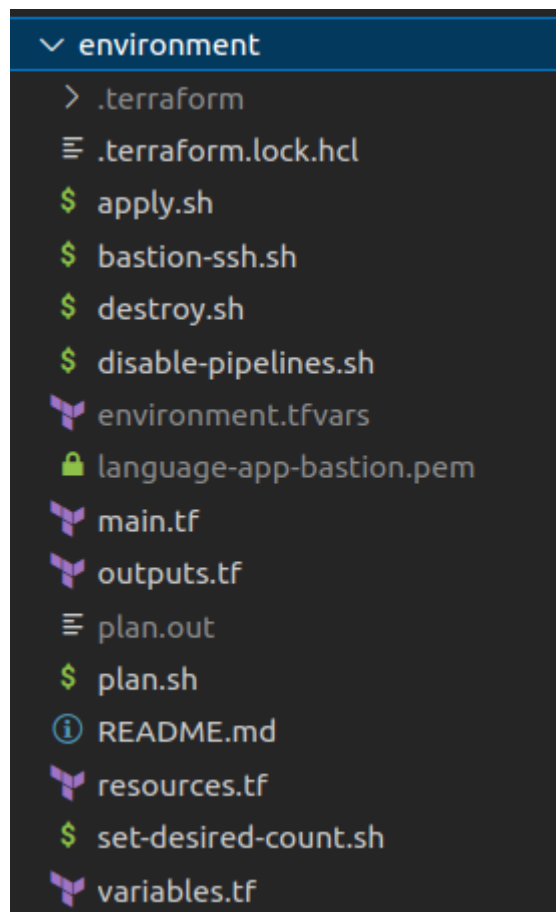 environment
.terraform
.terraform.lock.hcl
$ apply.sh
$ bastion-ssh.sh
$ destroy.sh
$ disable-pipelines.sh
environment.tfvars
language-app-bastion.pem
main.tf
outputs.tf
plan.out
$ plan.sh
README.md
resources.tf
$ set-desired-count.sh
variables.tf